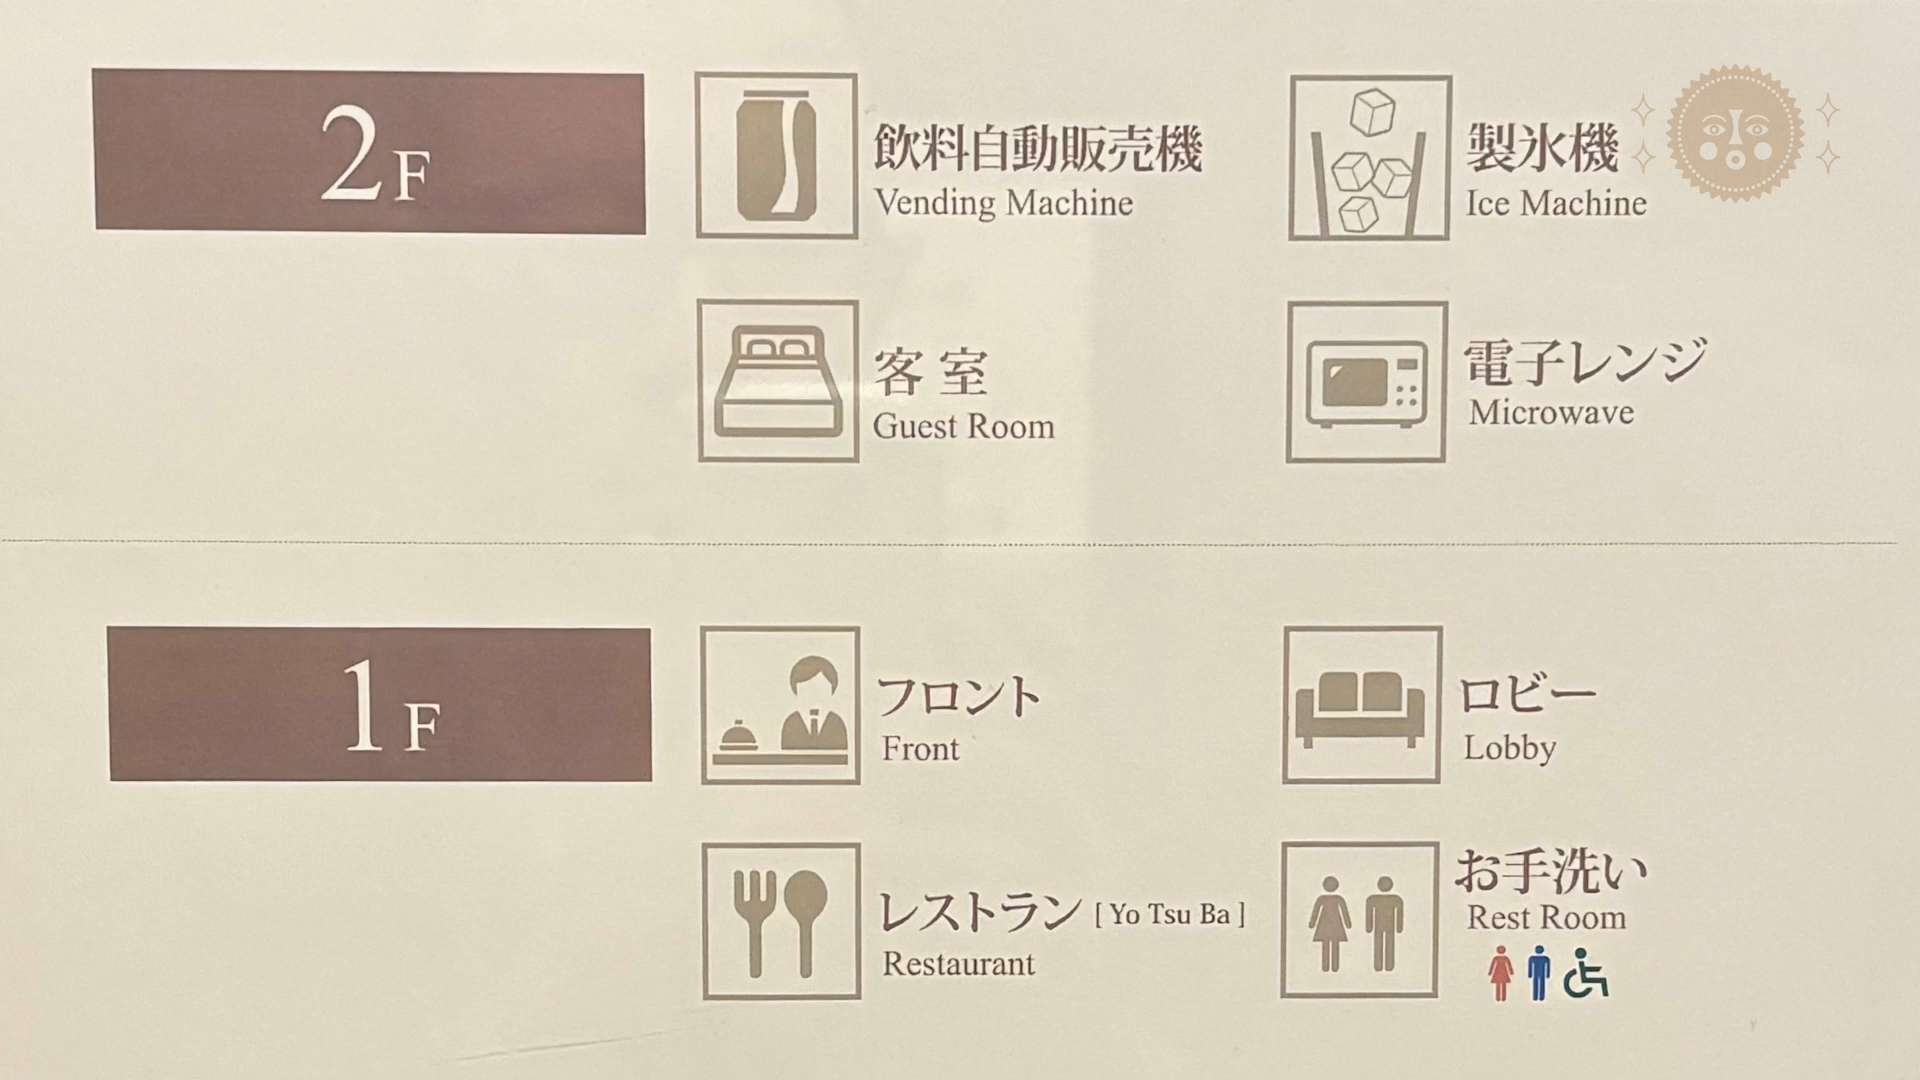 2F
飲料自動販売機
Vending Machine
製氷機
Ice Machine
客室
Guest Room
電子レンジ
Microwave
1F
フロント
Front
ロビー
Lobby
レストラン [Yo Tsu Ba]
Restaurant
お手洗い
Rest Room